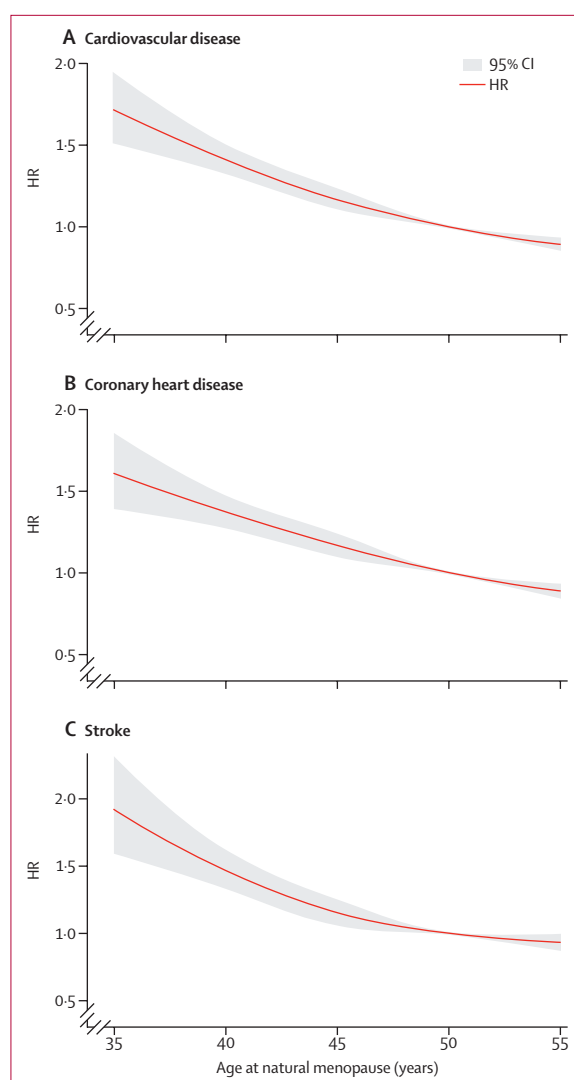 A Cardiovascular disease
2·0
95% CI
HR
1·5
HR
1·0
0·5
B Coronary heart disease
2·0
1·5
HR
1·0
0·5
C Stroke
2·0
1·5
HR
1·0
0·5
35 40 45 50 55
Age at natural menopause (years)